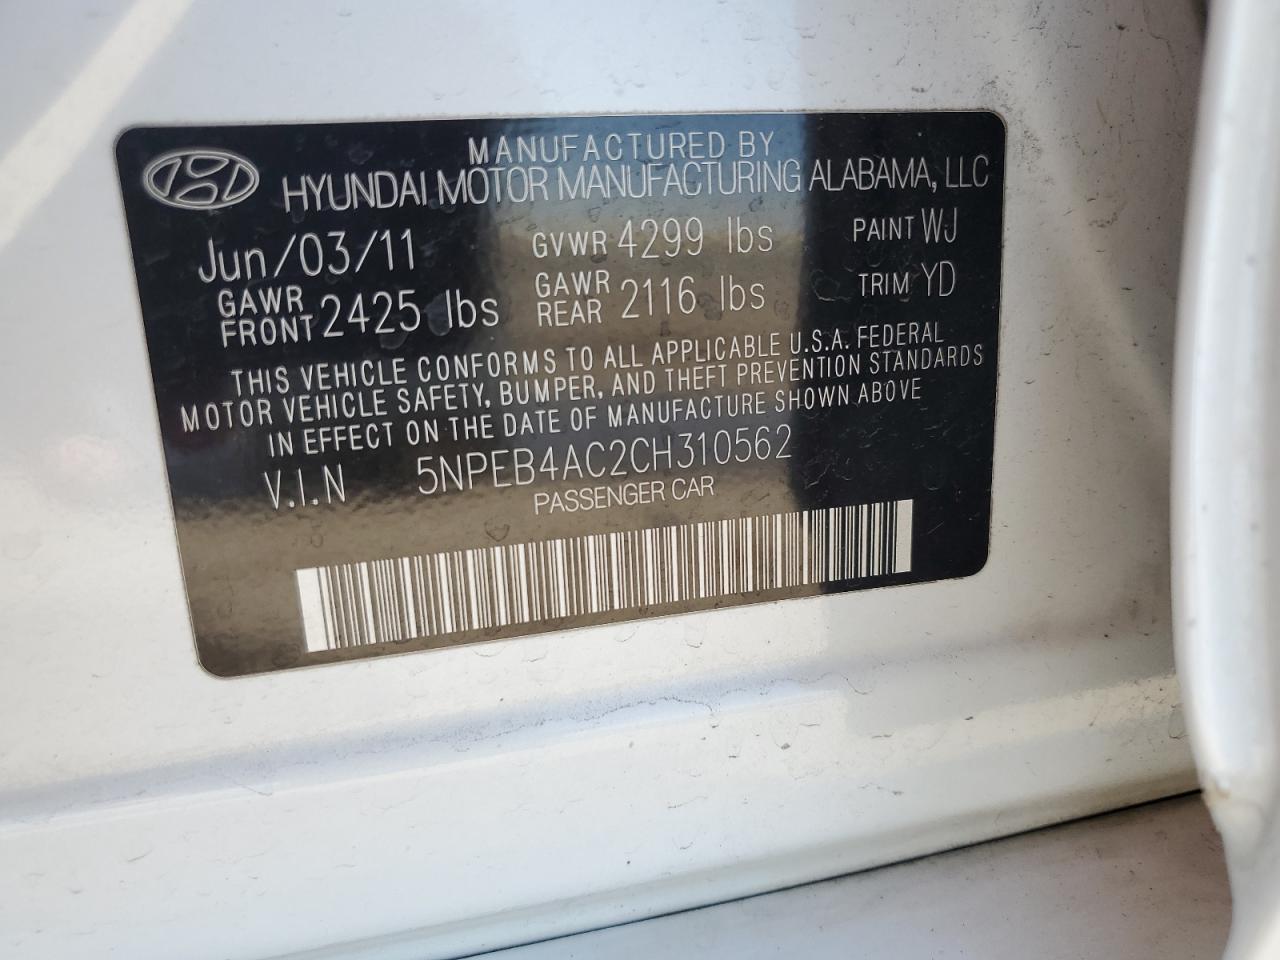 MANUFACTURED BY
HYUNDAI MOTOR MANUFACTURING ALABAMA, LLC
Jun/03/11 GVWR 4299 lbs PAINT WJ
GAWR FRONT 2425 lbs GAWR REAR 2116 lbs TRIM YD
THIS VEHICLE CONFORMS TO ALL APPLICABLE U.S.A. FEDERAL
MOTOR VEHICLE SAFETY, BUMPER, AND THEFT PREVENTION STANDARDS
IN EFFECT ON THE DATE OF MANUFACTURE SHOWN ABOVE
V.I.N 5NPEB4AC2CH310562
PASSENGER CAR